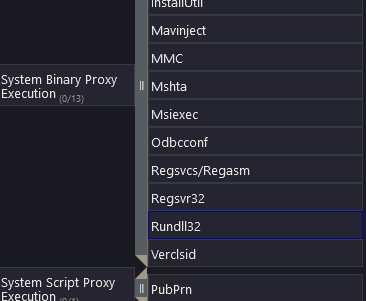 InstallUtil
Mavinject
MMC
System Binary Proxy
Execution (0/13)
Mshta
Msiexec
Odbcconf
Regsvcs/Regasm
Regsvr32
Rundll32
Verclsid
System Script Proxy
Execution (0/1)
PubPrn